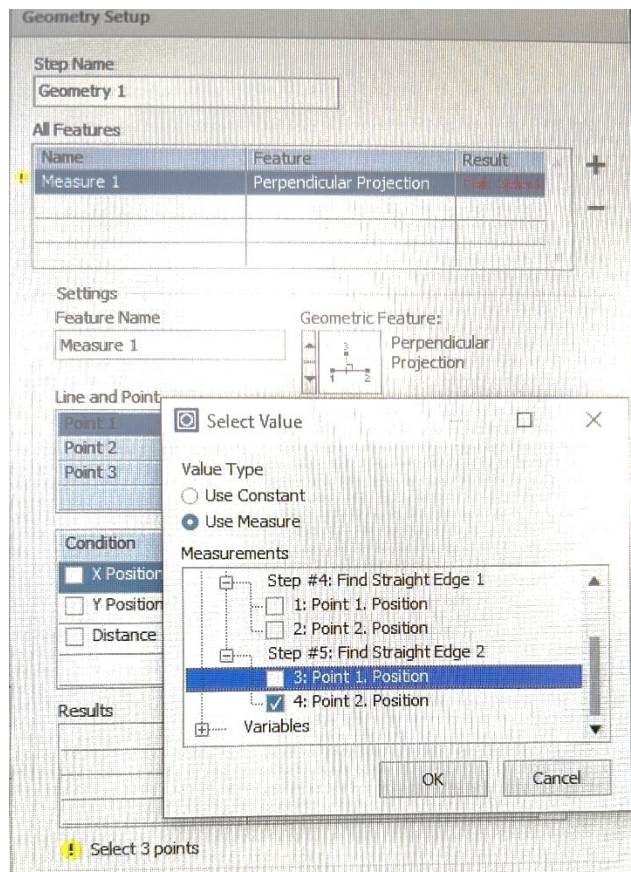 Geometry Setup
Step Name
Geometry 1
All Features
Name Feature Result
Measure 1 Perpendicular Projection
Settings
Feature Name Geometric Feature:
Measure 1
3
1 2
Perpendicular
Projection
Line and Point
Point 1
Point 2
Point 3
Condition
X Position
Y Position
Distance
Results
Select 3 points
Select Value
Value Type
Use Constant
Use Measure
Measurements
Step #4: Find Straight Edge 1
1: Point 1. Position
2: Point 2. Position
Step #5: Find Straight Edge 2
3: Point 1. Position
4: Point 2. Position
Variables
OK Cancel